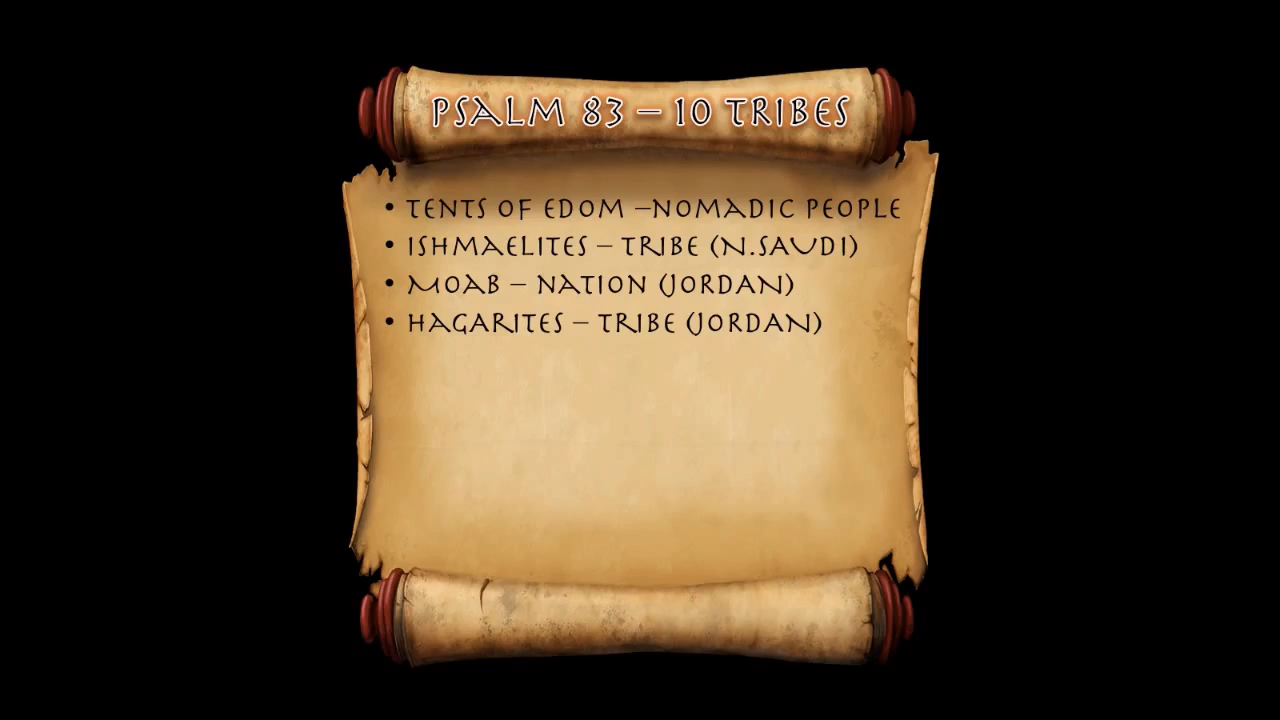 PSALM 83 – 10 TRIBES
• TENTS OF EDOM –NOMADIC PEOPLE
• ISHMAELITES – TRIBE (N.SAUDI)
• MOAB – NATION (JORDAN)
• HAGARITES – TRIBE (JORDAN)